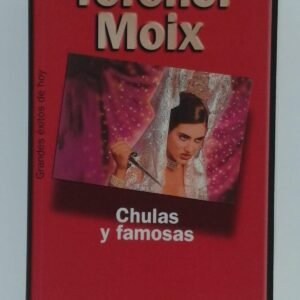 Terenci
Moix
Grandes éxitos de hoy
Chulas
y famosas